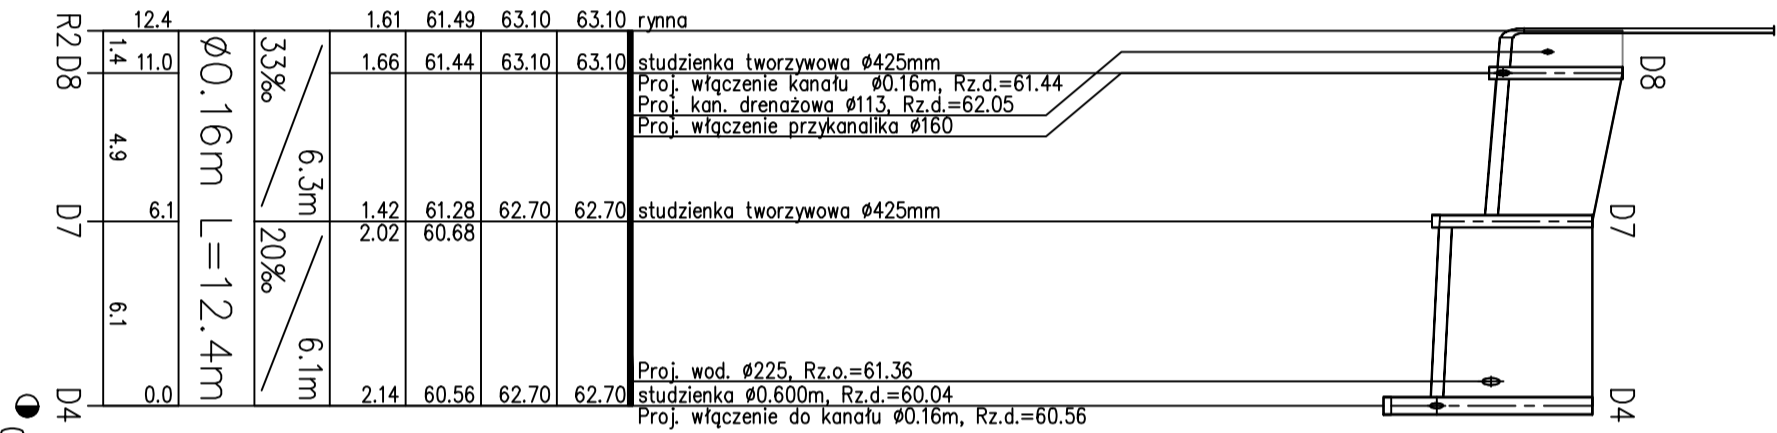 R2 12.4 1.61 61.49 63.10 63.10 rynna
1.4
D8 11.0 1.66 61.44 63.10 63.10 studzienka tworzywowa Ø425mm
Proj. włączenie kanału Ø0.16m, Rz.d.=61.44
Proj. kan. drenażowa Ø113, Rz.d.=62.05
Proj. włączenie przykanalika Ø160
D8
4.9
Ø0.16m L=12.4m
33‰
6.3m
D7 6.1 1.42 61.28 62.70 62.70 studzienka tworzywowa Ø425mm
2.02 60.68
D7
20‰
6.1m
6.1
Proj. wod. Ø225, Rz.o.=61.36
D4 0.0 2.14 60.56 62.70 62.70 studzienka Ø0.600m, Rz.d.=60.04
Proj. włączenie do kanału Ø0.16m, Rz.d.=60.56
D4